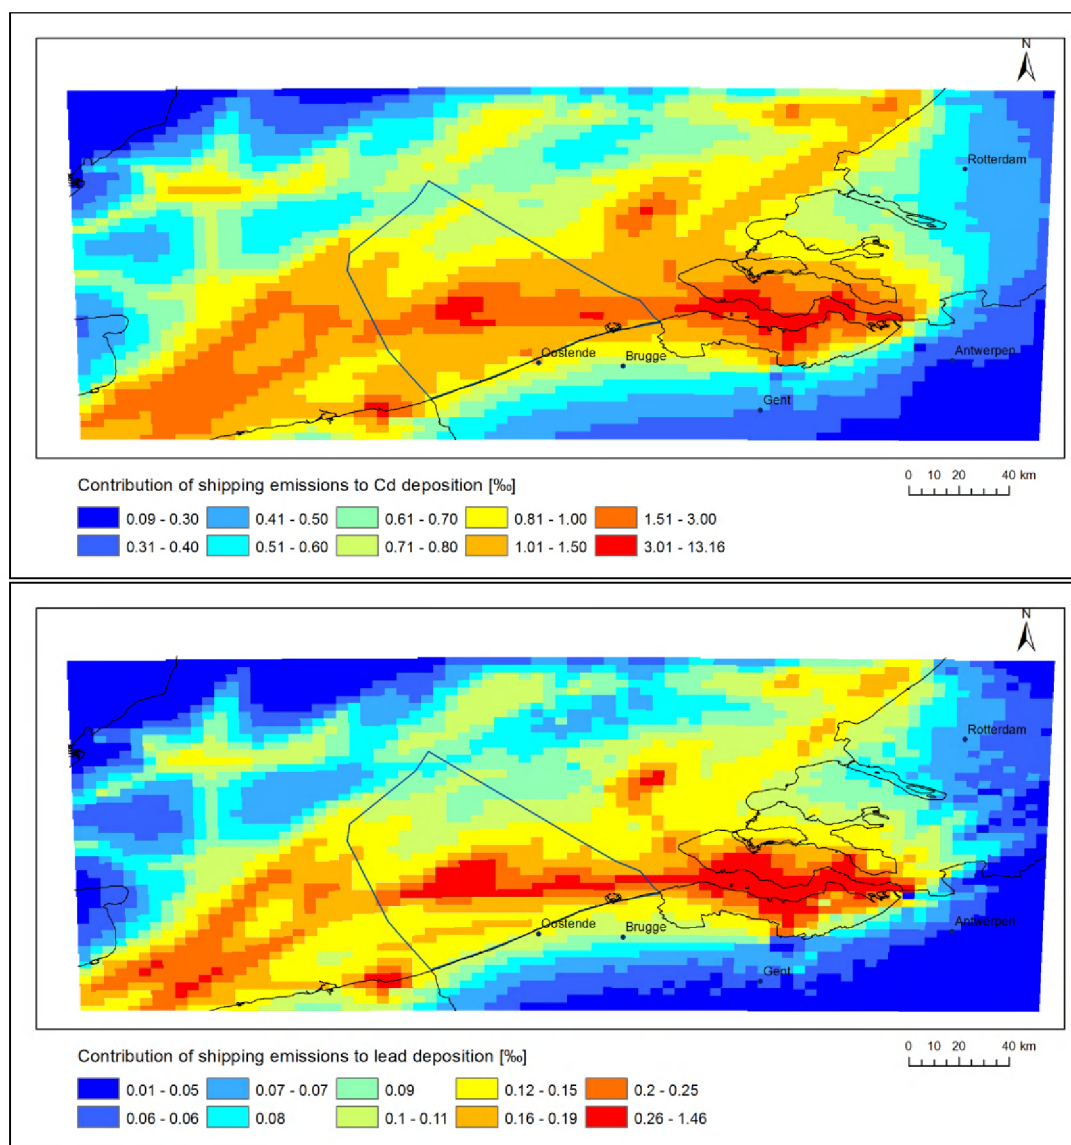 N
Rotterdam
Antwerpen
Oostende
Brugge
Gent
0 10 20 40 km
Contribution of shipping emissions to Cd deposition [‰]
0.09 - 0.30 0.41 - 0.50 0.61 - 0.70 0.81 - 1.00 1.51 - 3.00
0.31 - 0.40 0.51 - 0.60 0.71 - 0.80 1.01 - 1.50 3.01 - 13.16
N
Rotterdam
Antwerpen
Oostende
Brugge
Gent
0 10 20 40 km
Contribution of shipping emissions to lead deposition [‰]
0.01 - 0.05 0.07 - 0.07 0.09 0.12 - 0.15 0.2 - 0.25
0.06 - 0.06 0.08 0.1 - 0.11 0.16 - 0.19 0.26 - 1.46